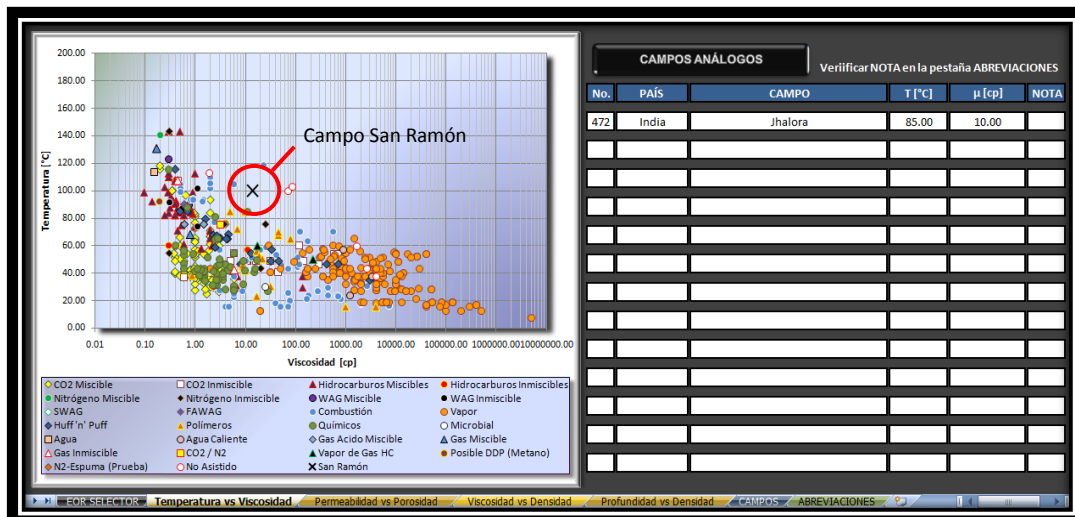 200.00
180.00
160.00
140.00
120.00
100.00
80.00
60.00
40.00
20.00
0.00
Temperatura [°C]
Campo San Ramón
0.01 0.10 1.00 10.00 100.00 1000.00 10000.00 100000.00 1000000.00 10000000.00
Viscosidad [cp]
CO2 Miscible CO2 Inmiscible Hidrocarburos Miscibles Hidrocarburos Inmiscibles
Nitrógeno Miscible Nitrógeno Inmiscible WAG Miscible WAG Inmiscible
SWAG FAWAG Combustión Vapor
Huff 'n' Puff Polímeros Químicos Microbial
Agua Agua Caliente Gas Acido Miscible Gas Miscible
Gas Inmiscible CO2 / N2 Vapor de Gas HC Posible DDP (Metano)
N2-Espuma (Prueba) No Asistido San Ramón
CAMPOS ANÁLOGOS
Veriificar NOTA en la pestaña ABREVIACIONES
No. PAÍS CAMPO T [°C] µ [cp] NOTA
472 India Jhalora 85.00 10.00
EOR SELECTOR Temperatura vs Viscosidad Permeabilidad vs Porosidad Viscosidad vs Densidad Profundidad vs Densidad CAMPOS ABREVIACIONES